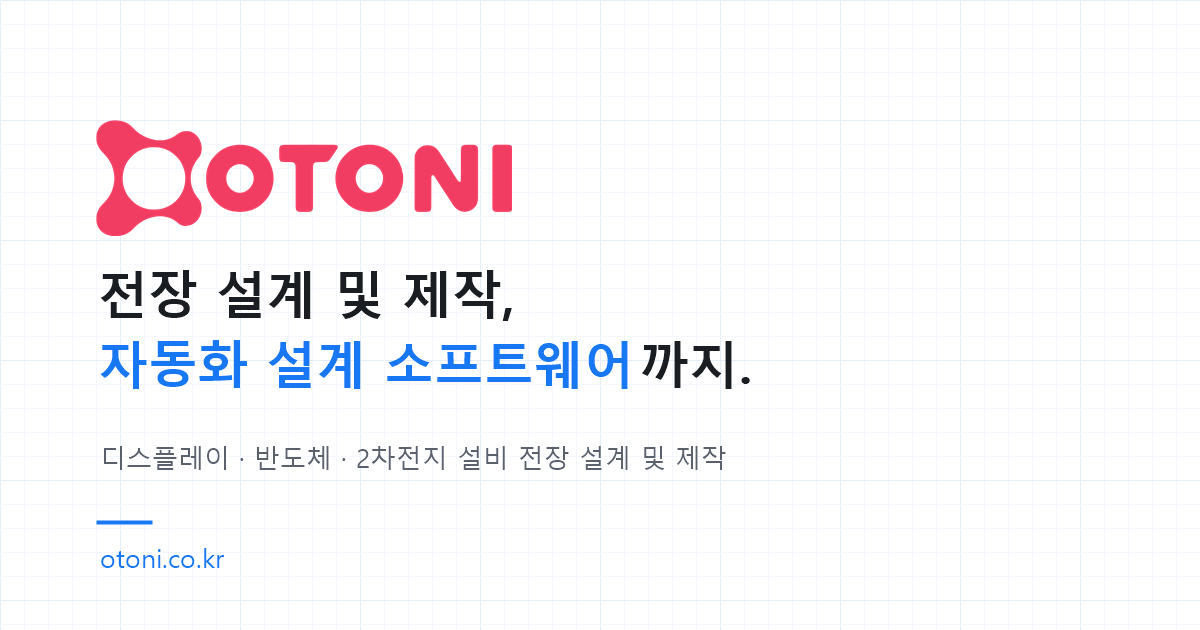 OTONI
전장 설계 및 제작,
자동화 설계 소프트웨어까지.
디스플레이 · 반도체 · 2차전지 설비 전장 설계 및 제작
otoni.co.kr